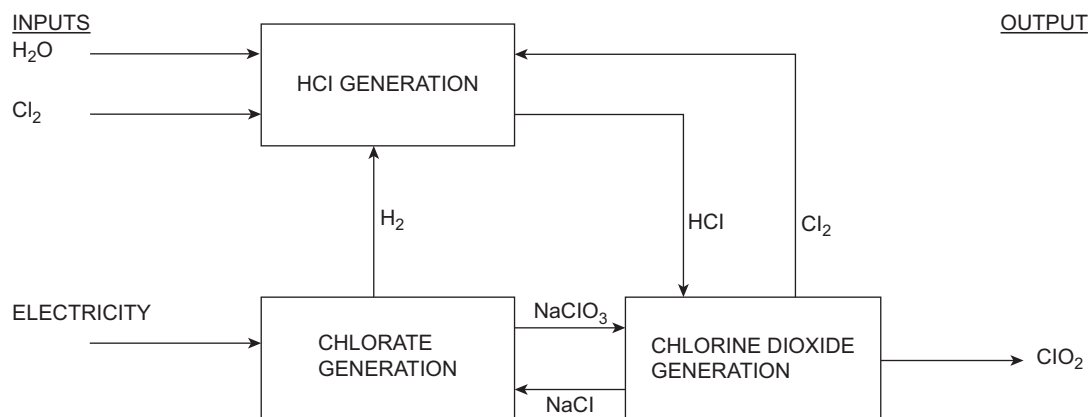 INPUTS
OUTPUT
H₂O
Cl₂
HCl GENERATION
H₂
HCl
Cl₂
ELECTRICITY
CHLORATE
GENERATION
NaClO₃
NaCl
CHLORINE DIOXIDE
GENERATION
ClO₂